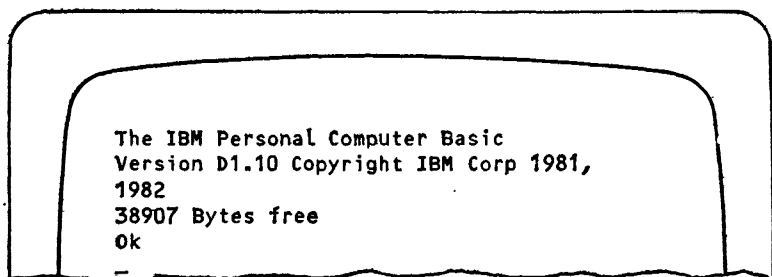 The IBM Personal Computer Basic
Version D1.10 Copyright IBM Corp 1981,
1982
38907 Bytes free
Ok
_